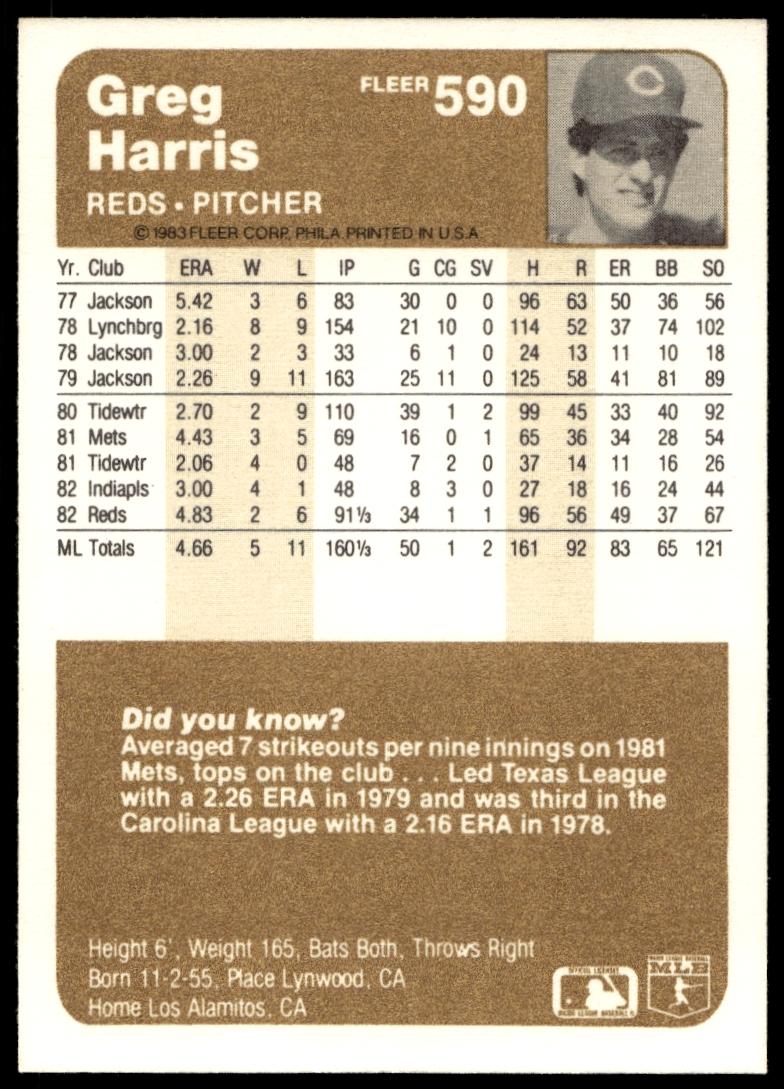 Greg
Harris
FLEER 590
REDS • PITCHER
© 1983 FLEER CORP., PHILA. PRINTED IN U.S.A.
Yr. Club ERA W L IP G CG SV H R ER BB SO
77 Jackson 5.42 3 6 83 30 0 0 96 63 50 36 56
78 Lynchbrg 2.16 8 9 154 21 10 0 114 52 37 74 102
78 Jackson 3.00 2 3 33 6 1 0 24 13 11 10 18
79 Jackson 2.26 9 11 163 25 11 0 125 58 41 81 89
80 Tidewtr 2.70 2 9 110 39 1 2 99 45 33 40 92
81 Mets 4.43 3 5 69 16 0 1 65 36 34 28 54
81 Tidewtr 2.06 4 0 48 7 2 0 37 14 11 16 26
82 Indiapls 3.00 4 1 48 8 3 0 27 18 16 24 44
82 Reds 4.83 2 6 91⅓ 34 1 1 96 56 49 37 67
ML Totals 4.66 5 11 160⅓ 50 1 2 161 92 83 65 121
Did you know?
Averaged 7 strikeouts per nine innings on 1981
Mets, tops on the club . . . Led Texas League
with a 2.26 ERA in 1979 and was third in the
Carolina League with a 2.16 ERA in 1978.
Height 6', Weight 165, Bats Both, Throws Right
Born 11-2-55, Place Lynwood, CA
Home Los Alamitos, CA
OFFICIAL LICENSEE
MAJOR LEAGUE BASEBALL
MAJOR LEAGUE BASEBALL
MLB